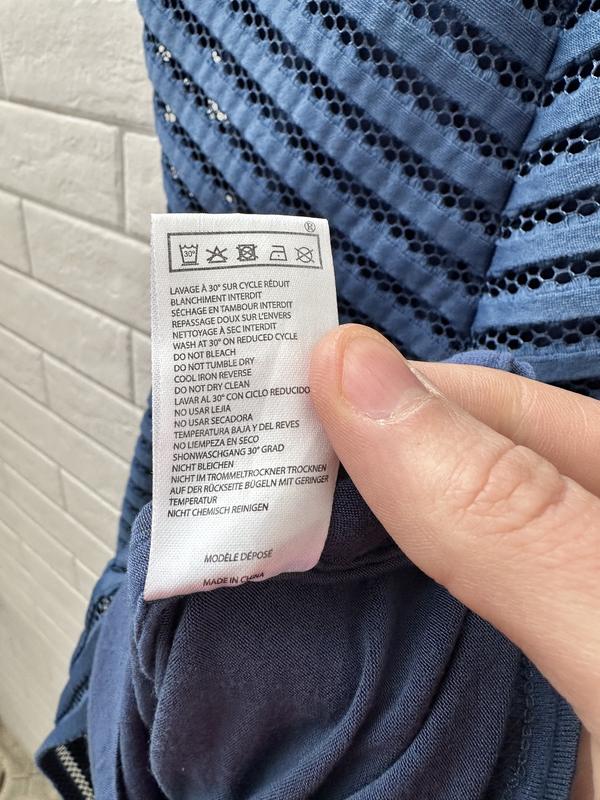 ®
30°
LAVAGE À 30° SUR CYCLE RÉDUIT
BLANCHIMENT INTERDIT
SÉCHAGE EN TAMBOUR INTERDIT
REPASSAGE DOUX SUR L'ENVERS
NETTOYAGE À SEC INTERDIT
WASH AT 30° ON REDUCED CYCLE
DO NOT BLEACH
DO NOT TUMBLE DRY
COOL IRON REVERSE
DO NOT DRY CLEAN
LAVAR AL 30° CON CICLO REDUCIDO
NO USAR LEJIA
NO USAR SECADORA
TEMPERATURA BAJA Y DEL REVES
NO LIEMPEZA EN SECO
SHONWASCHGANG 30° GRAD
NICHT BLEICHEN
NICHT IM TROMMELTROCKNER TROCKNEN
AUF DER RÜCKSEITE BÜGELN MIT GERINGER
TEMPERATUR
NICHT CHEMISCH REINIGEN
MODÈLE DÉPOSÉ
MADE IN CHINA